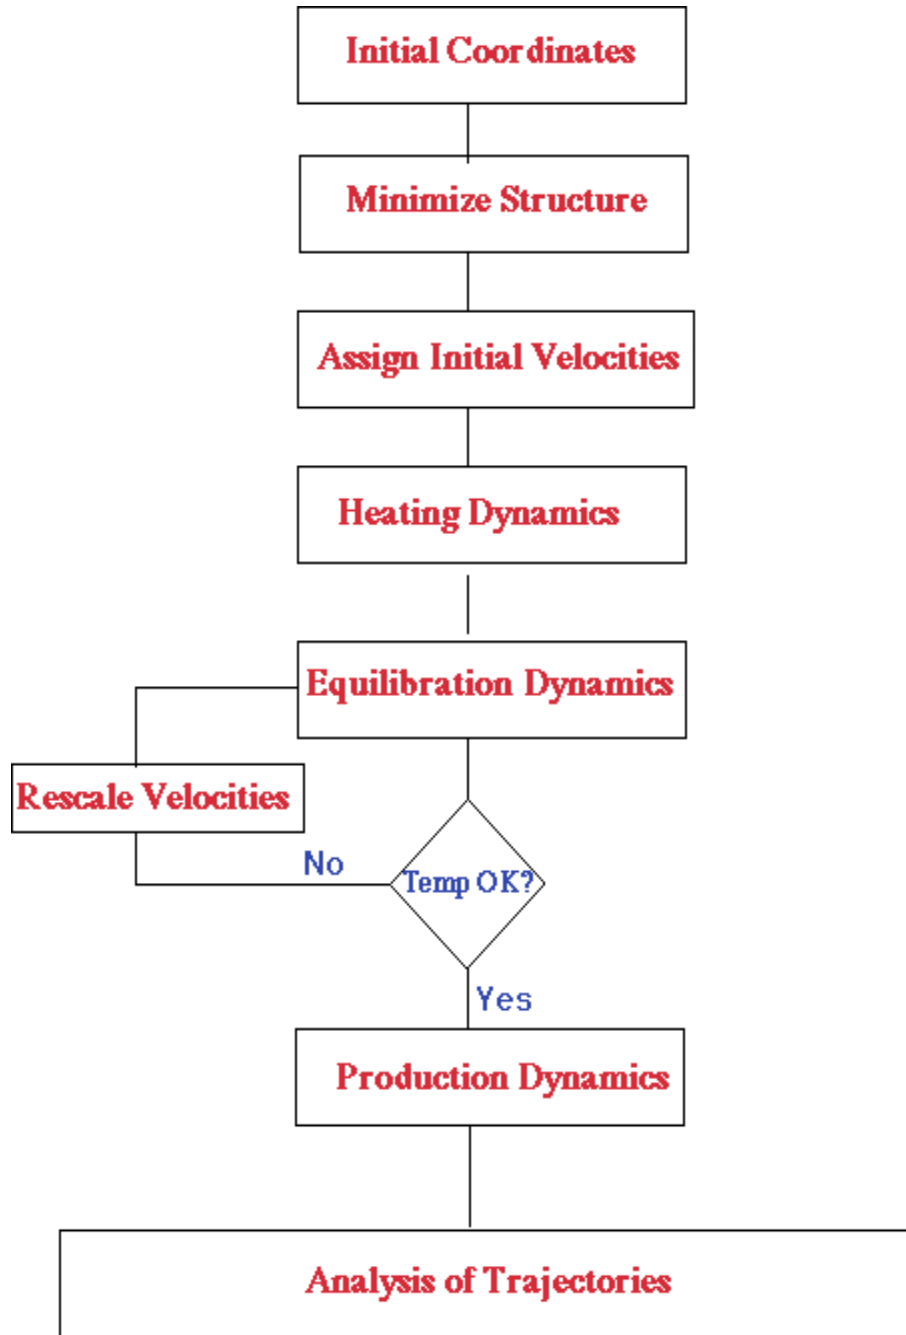 Initial Coordinates
Minimize Structure
Assign Initial Velocities
Heating Dynamics
Equilibration Dynamics
Rescale Velocities
No
Temp OK?
Yes
Production Dynamics
Analysis of Trajectories